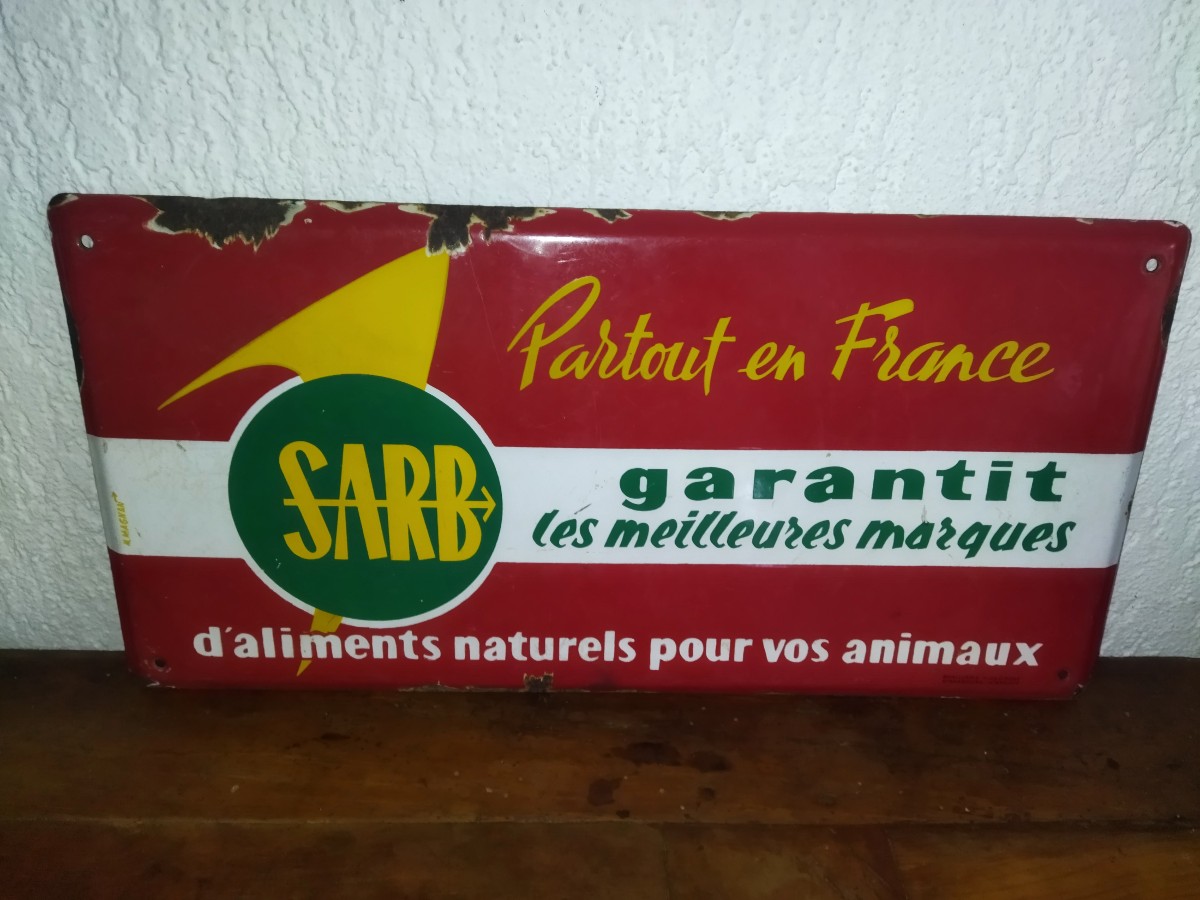 Partout en France
SARB
garantit
les meilleures marques
d'aliments naturels pour vos animaux